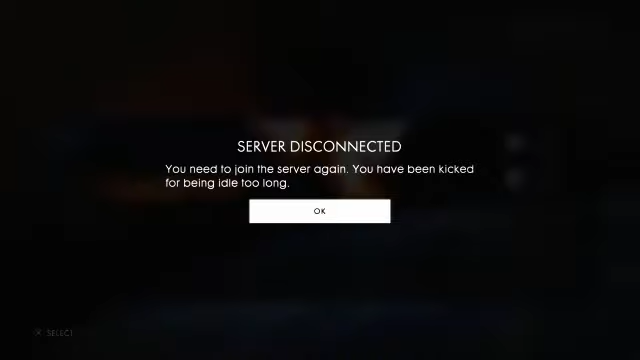 SERVER DISCONNECTED
You need to join the server again. You have been kicked
for being idle too long.
OK
SELECT